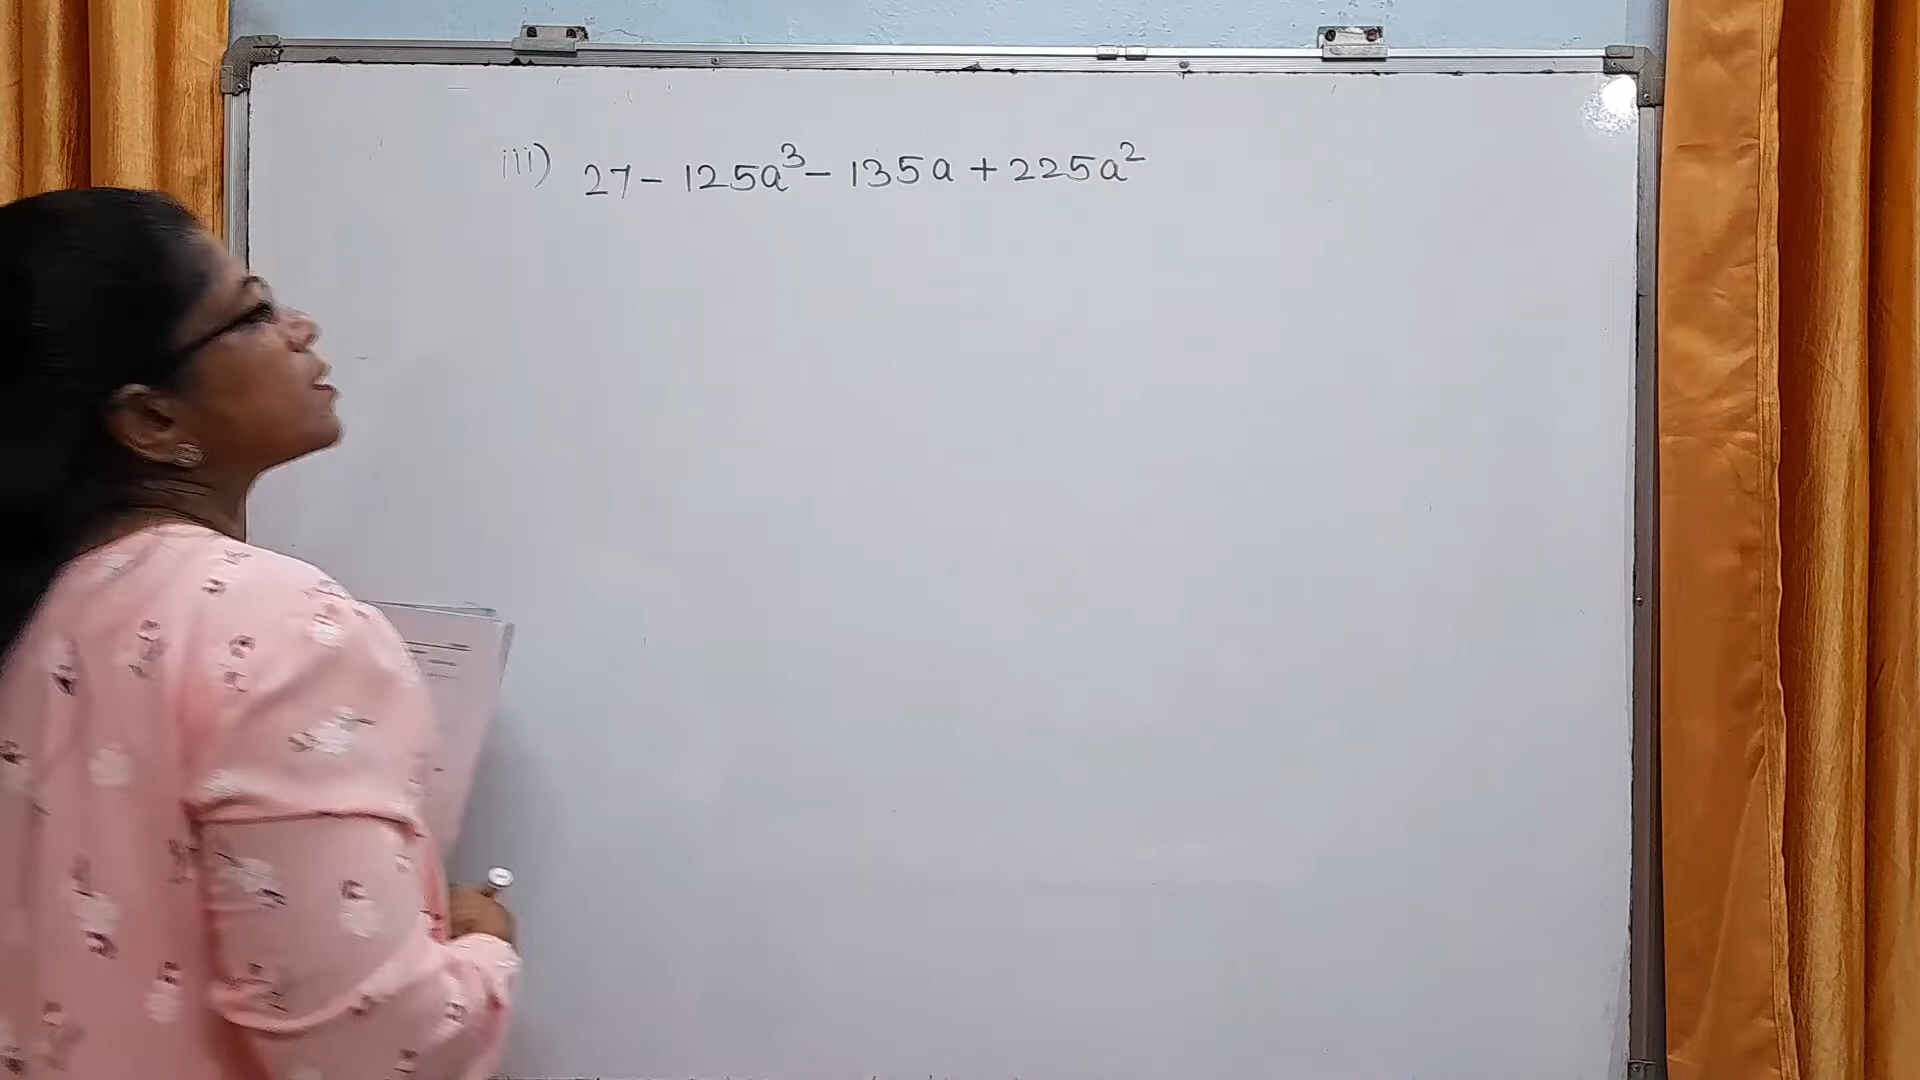 iii) 27 - 125a³ - 135a + 225a²